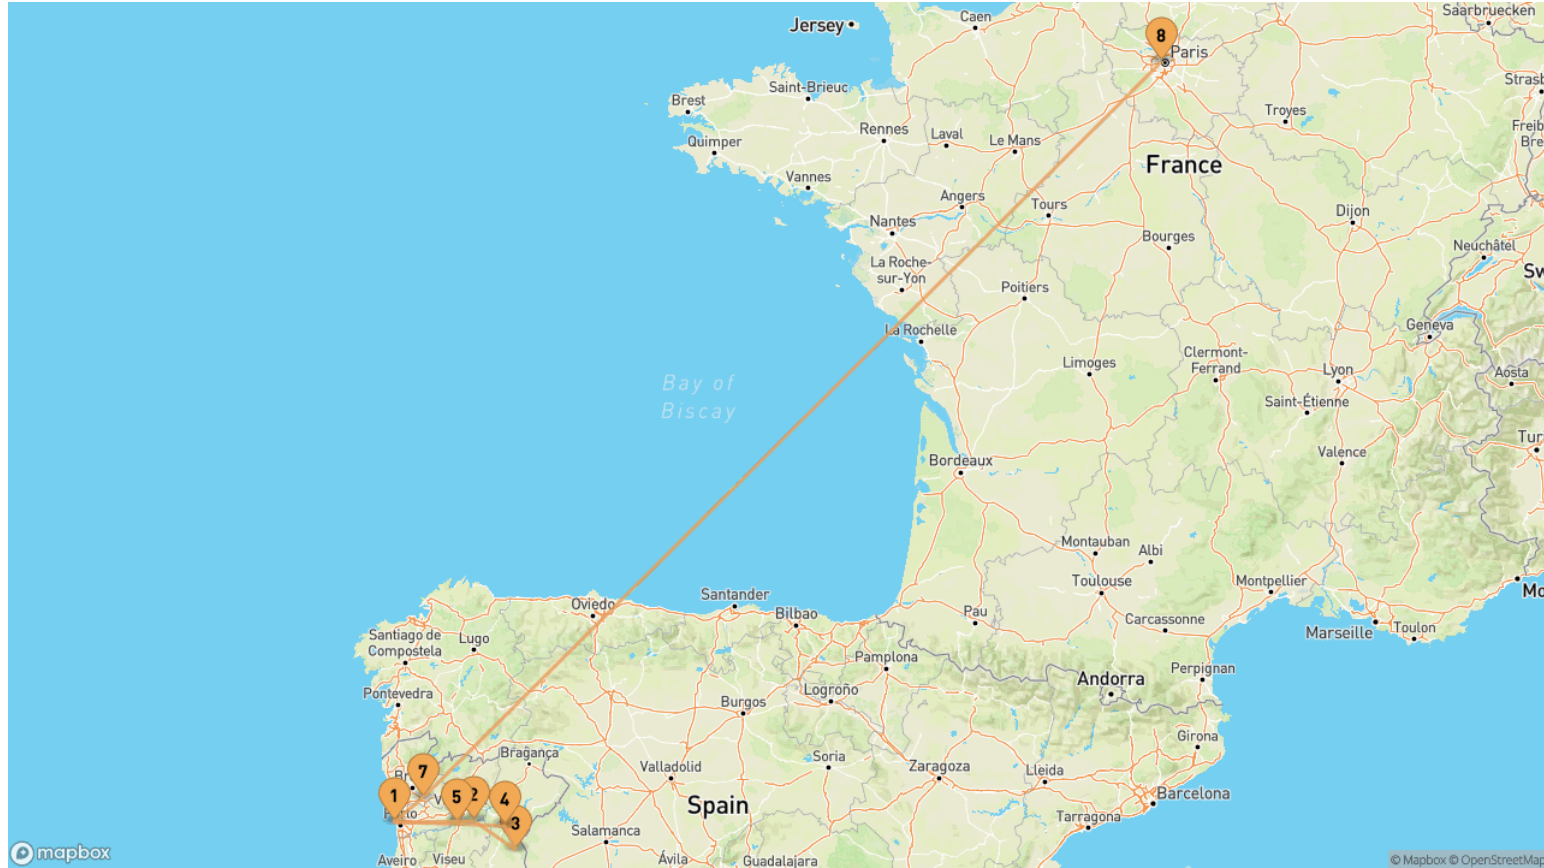 Jersey
Caen
Saarbruecken
8
Paris
Saint-Brieuc
Brest
Troyes
Rennes
Laval
Le Mans
Quimper
France
Vannes
Angers
Tours
Dijon
Nantes
Bourges
Neuchâtel
La Roche-
sur-Yon
Poitiers
La Rochelle
Geneva
Clermont-
Ferrand
Limoges
Lyon
Aosta
Bay of
Biscay
Saint-Étienne
Valence
Bordeaux
Montauban
Albi
Toulouse
Montpellier
Santander
Oviedo
Bilbao
Pau
Carcassonne
Marseille
Toulon
Santiago de
Compostela
Lugo
Pamplona
Perpignan
Andorra
Pontevedra
Logroño
Burgos
Girona
Bragança
Soria
Valladolid
Zaragoza
Lleida
7
1
5
2
4
3
Barcelona
Spain
Tarragona
Salamanca
Aveiro
Viseu
Ávila
Guadalajara
mapbox
© Mapbox © OpenStreetMap